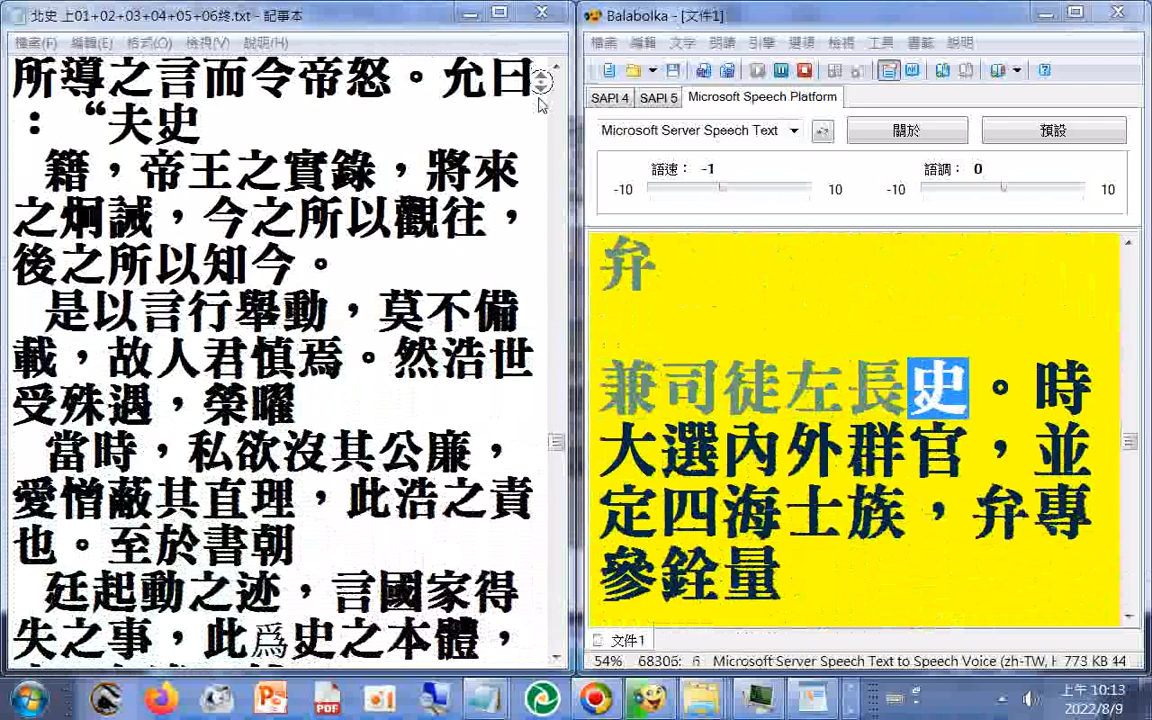 北史 上01+02+03+04+05+06终.txt - 記事本
檔案(F) 編輯(E) 格式(O) 檢視(V) 說明(H)
所導之言而令帝怒。允曰
：“夫史
籍，帝王之實錄，將來
之炯誡，今之所以觀往，
後之所以知今。
是以言行舉動，莫不備
載，故人君慎焉。然浩世
受殊遇，榮曜
當時，私欲沒其公廉，
愛憎蔽其直理，此浩之責
也。至於書朝
廷起動之迹，言國家得
失之事，此爲史之本體，
Balabolka - [文件1]
檔案 編輯 文字 朗讀 引擎 選項 檢視 工具 書籤 說明
SAPI 4 SAPI 5 Microsoft Speech Platform
Microsoft Server Speech Text 關於 預設
語速： -1 語調： 0
-10 10 -10 10
弁
兼司徒左長史。時
大選內外群官，並
定四海士族，弁專
參銓量
文件1
54% 68306: 6 Microsoft Server Speech Text to Speech Voice (zh-TW, H 773 KB 44
上午 10:13
2022/8/9